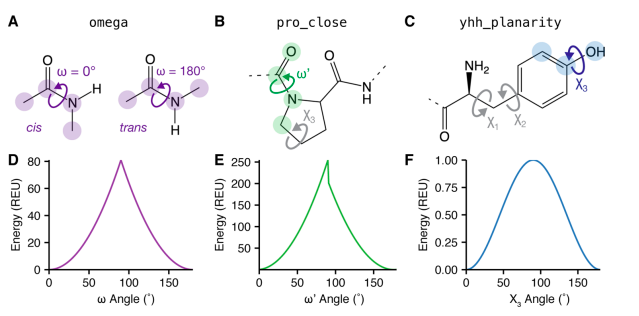 A omega
O
ω = 0°
N
H
cis
O
ω = 180°
N
H
trans
B pro_close
O
ω'
N
O
N
H
χ3
C yhh_planarity
OH
χ3
NH2
χ1
χ2
O
D
Energy (REU)
80
60
40
20
0
0 50 100 150
ω Angle (°)
E
Energy (REU)
250
200
150
100
50
0 50 100 150
ω' Angle (°)
F
Energy (REU)
1.00
0.75
0.50
0.25
0.00
0 50 100 150
X3 Angle (°)